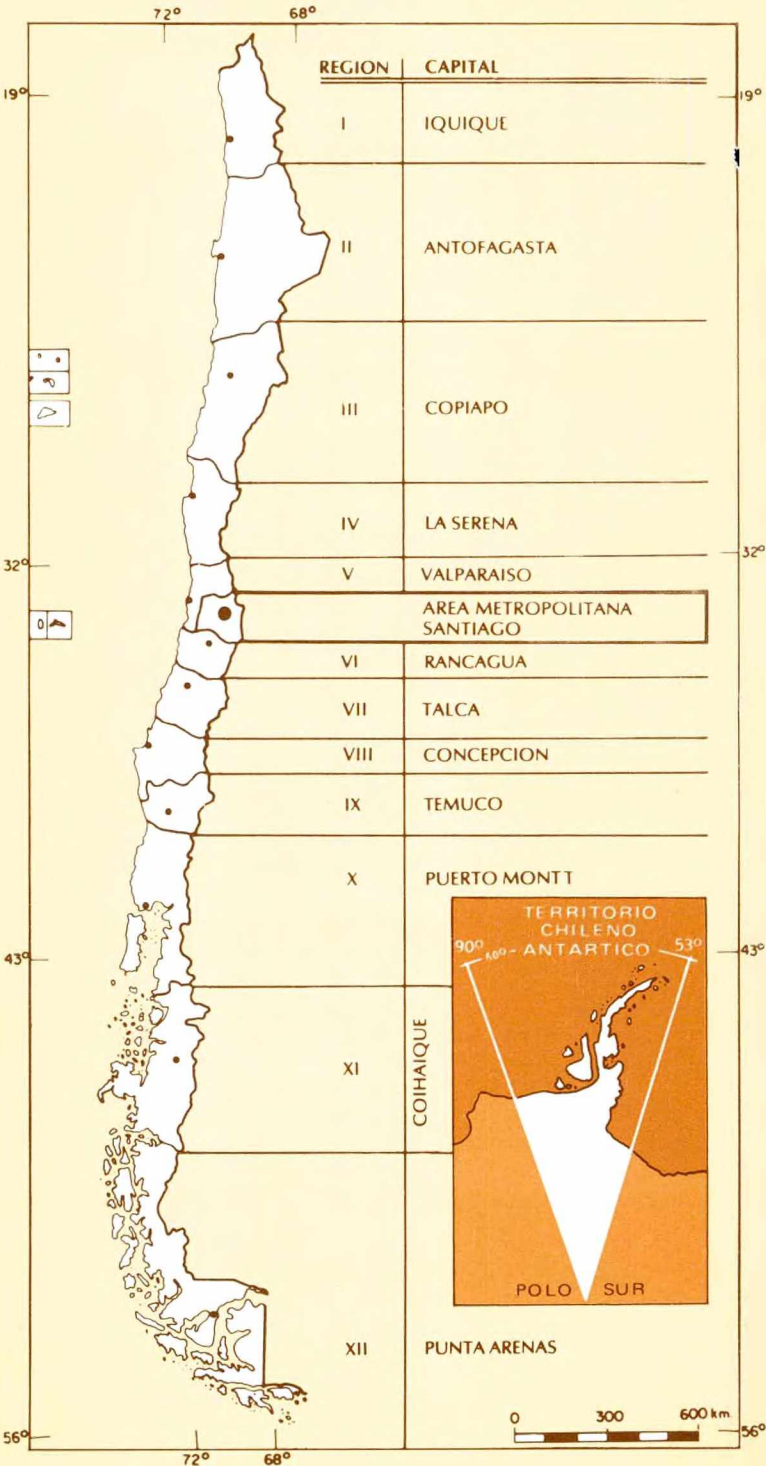 72° 68°
REGION CAPITAL
19° 19°
I IQUIQUE
II ANTOFAGASTA
III COPIAPO
IV LA SERENA
32° 32°
V VALPARAISO
AREA METROPOLITANA
SANTIAGO
VI RANCAGUA
VII TALCA
VIII CONCEPCION
IX TEMUCO
X PUERTO MONTT
TERRITORIO
CHILENO
90° 60° ANTARTICO 53°
43° 43°
XI COIHAIQUE
POLO SUR
XII PUNTA ARENAS
0 300 600 km
56° 56°
72° 68°